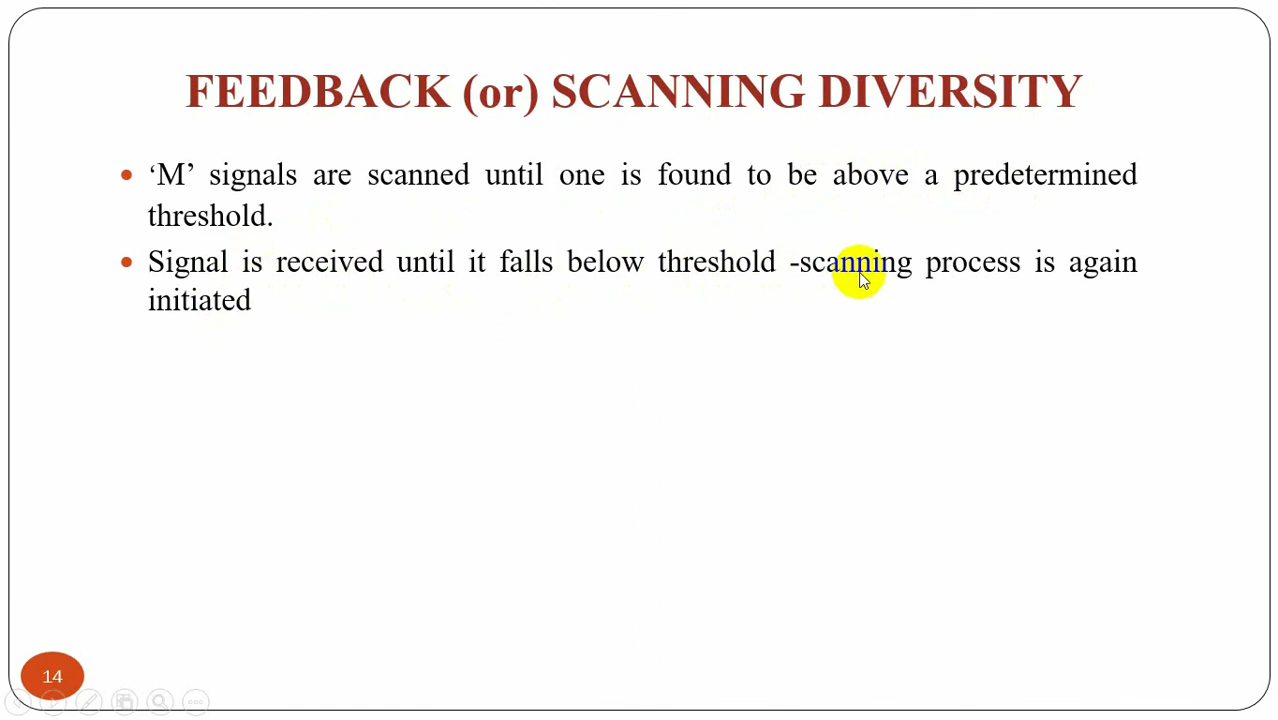 FEEDBACK (or) SCANNING DIVERSITY
‘M’ signals are scanned until one is found to be above a predetermined
threshold.
Signal is received until it falls below threshold -scanning process is again
initiated
14